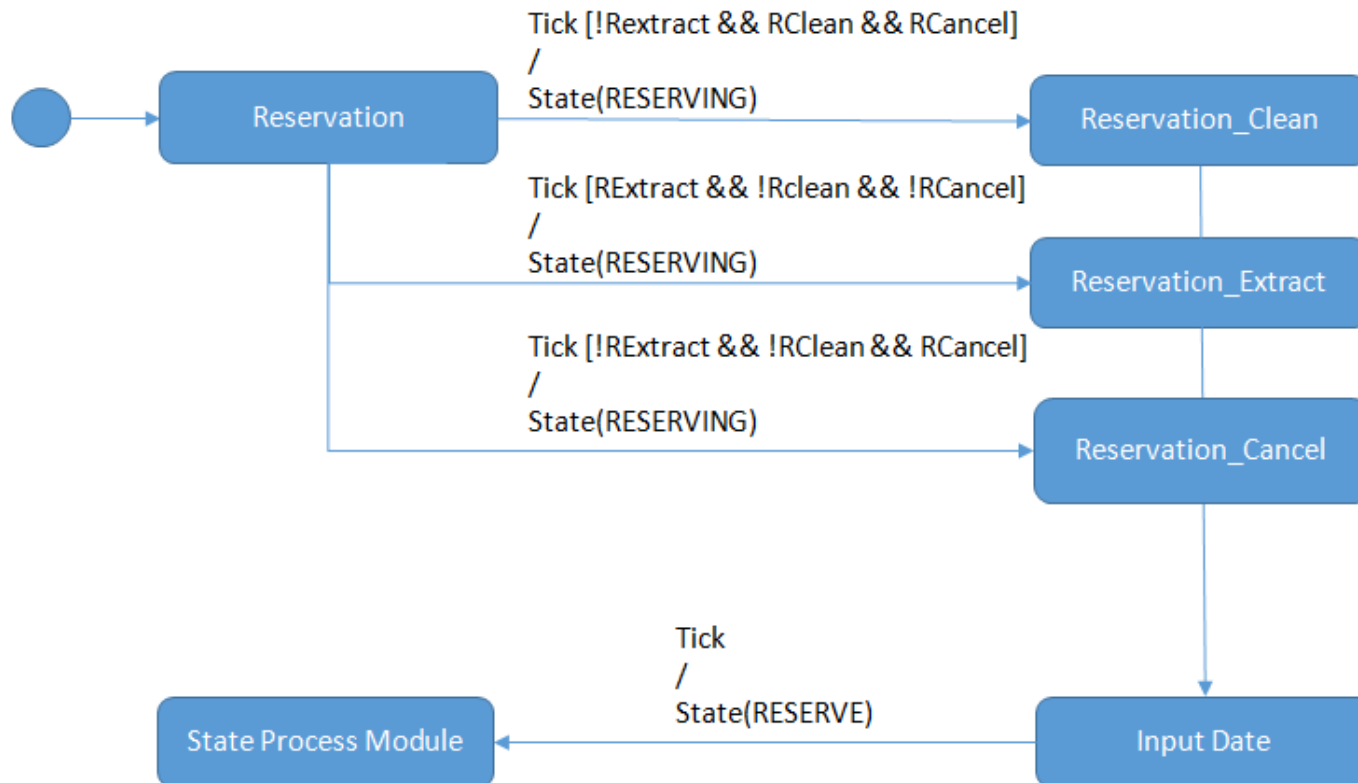 Tick [!Rextract && RClean && RCancel]
/
State(RESERVING)
Reservation
Reservation_Clean
Tick [RExtract && !Rclean && !RCancel]
/
State(RESERVING)
Reservation_Extract
Tick [!RExtract && !RClean && RCancel]
/
State(RESERVING)
Reservation_Cancel
Tick
/
State(RESERVE)
State Process Module
Input Date